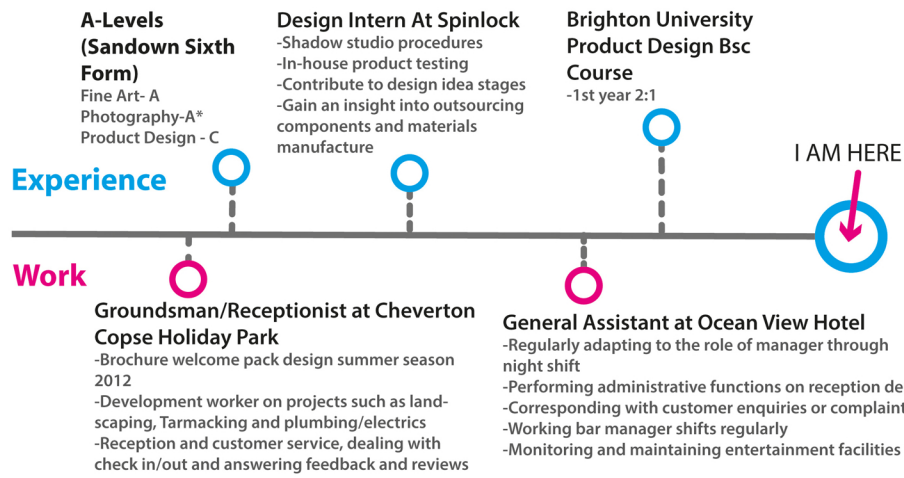 A-Levels
(Sandown Sixth
Form)
Fine Art- A
Photography-A*
Product Design - C
Design Intern At Spinlock
-Shadow studio procedures
-In-house product testing
-Contribute to design idea stages
-Gain an insight into outsourcing
components and materials
manufacture
Brighton University
Product Design Bsc
Course
-1st year 2:1
I AM HERE
Experience
Work
Groundsman/Receptionist at Cheverton
Copse Holiday Park
-Brochure welcome pack design summer season
2012
-Development worker on projects such as land-
scaping, Tarmacking and plumbing/electrics
-Reception and customer service, dealing with
check in/out and answering feedback and reviews
General Assistant at Ocean View Hotel
-Regularly adapting to the role of manager through
night shift
-Performing administrative functions on reception de
-Corresponding with customer enquiries or complaint
-Working bar manager shifts regularly
-Monitoring and maintaining entertainment facilities